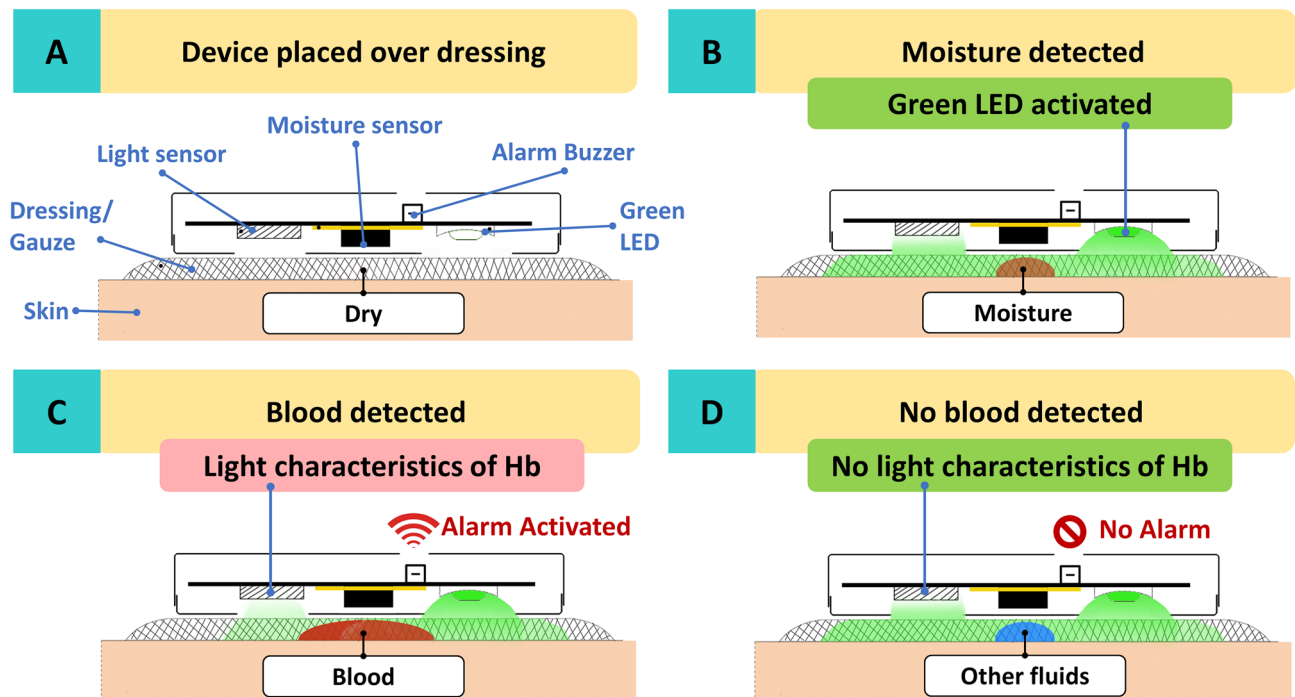 A
Device placed over dressing
Moisture sensor
Light sensor
Alarm Buzzer
Dressing/
Gauze
Green
LED
Skin
Dry
B
Moisture detected
Green LED activated
Moisture
C
Blood detected
Light characteristics of Hb
Alarm Activated
Blood
D
No blood detected
No light characteristics of Hb
No Alarm
Other fluids